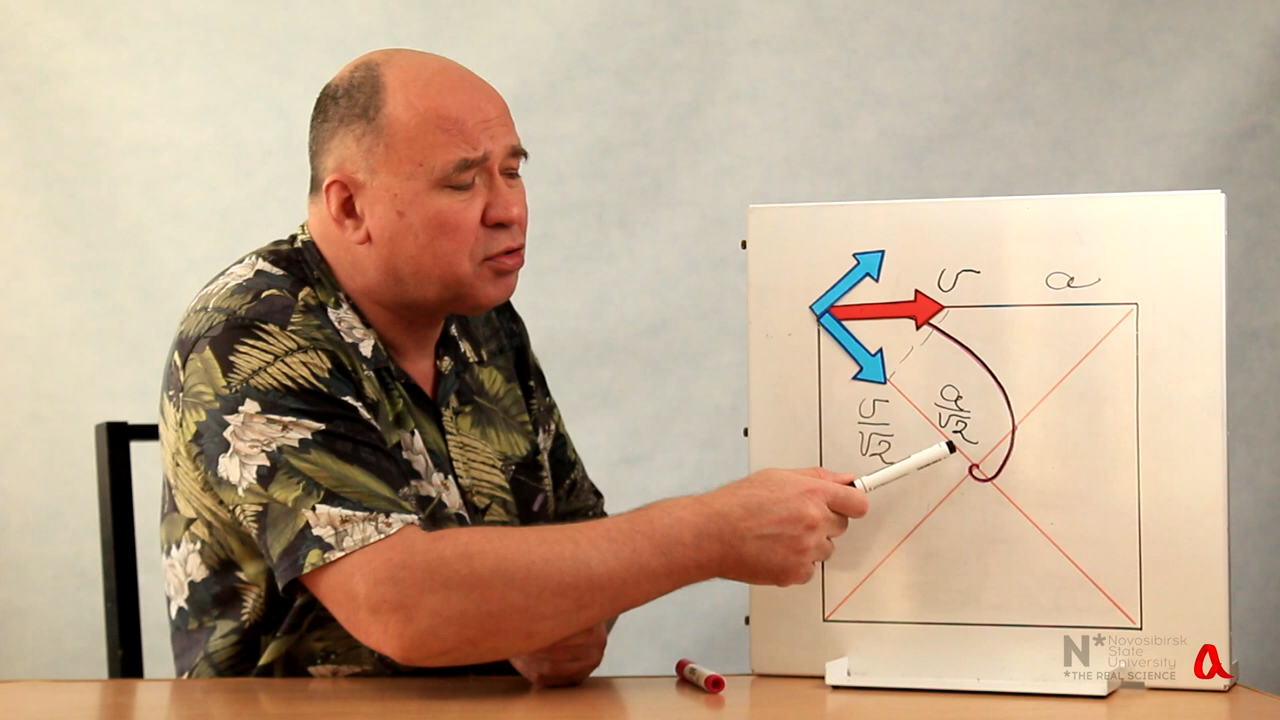 v a
v/√2
a/√2
N* Novosibirsk
State
University
*THE REAL SCIENCE
a